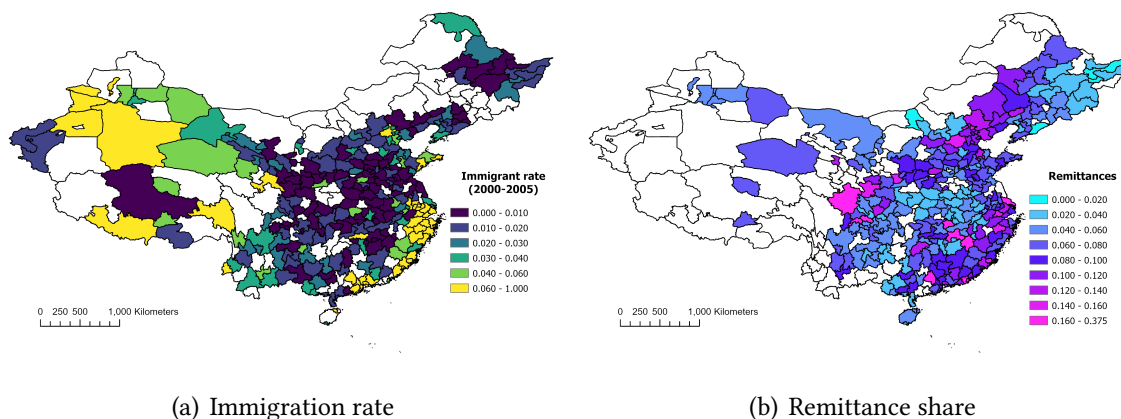 Immigrant rate
(2000-2005)
0.000 - 0.010
0.010 - 0.020
0.020 - 0.030
0.030 - 0.040
0.040 - 0.060
0.060 - 1.000
0 250 500 1,000 Kilometers
Remittances
0.000 - 0.020
0.020 - 0.040
0.040 - 0.060
0.060 - 0.080
0.080 - 0.100
0.100 - 0.120
0.120 - 0.140
0.140 - 0.160
0.160 - 0.375
0 250 500 1,000 Kilometers
(a) Immigration rate
(b) Remittance share